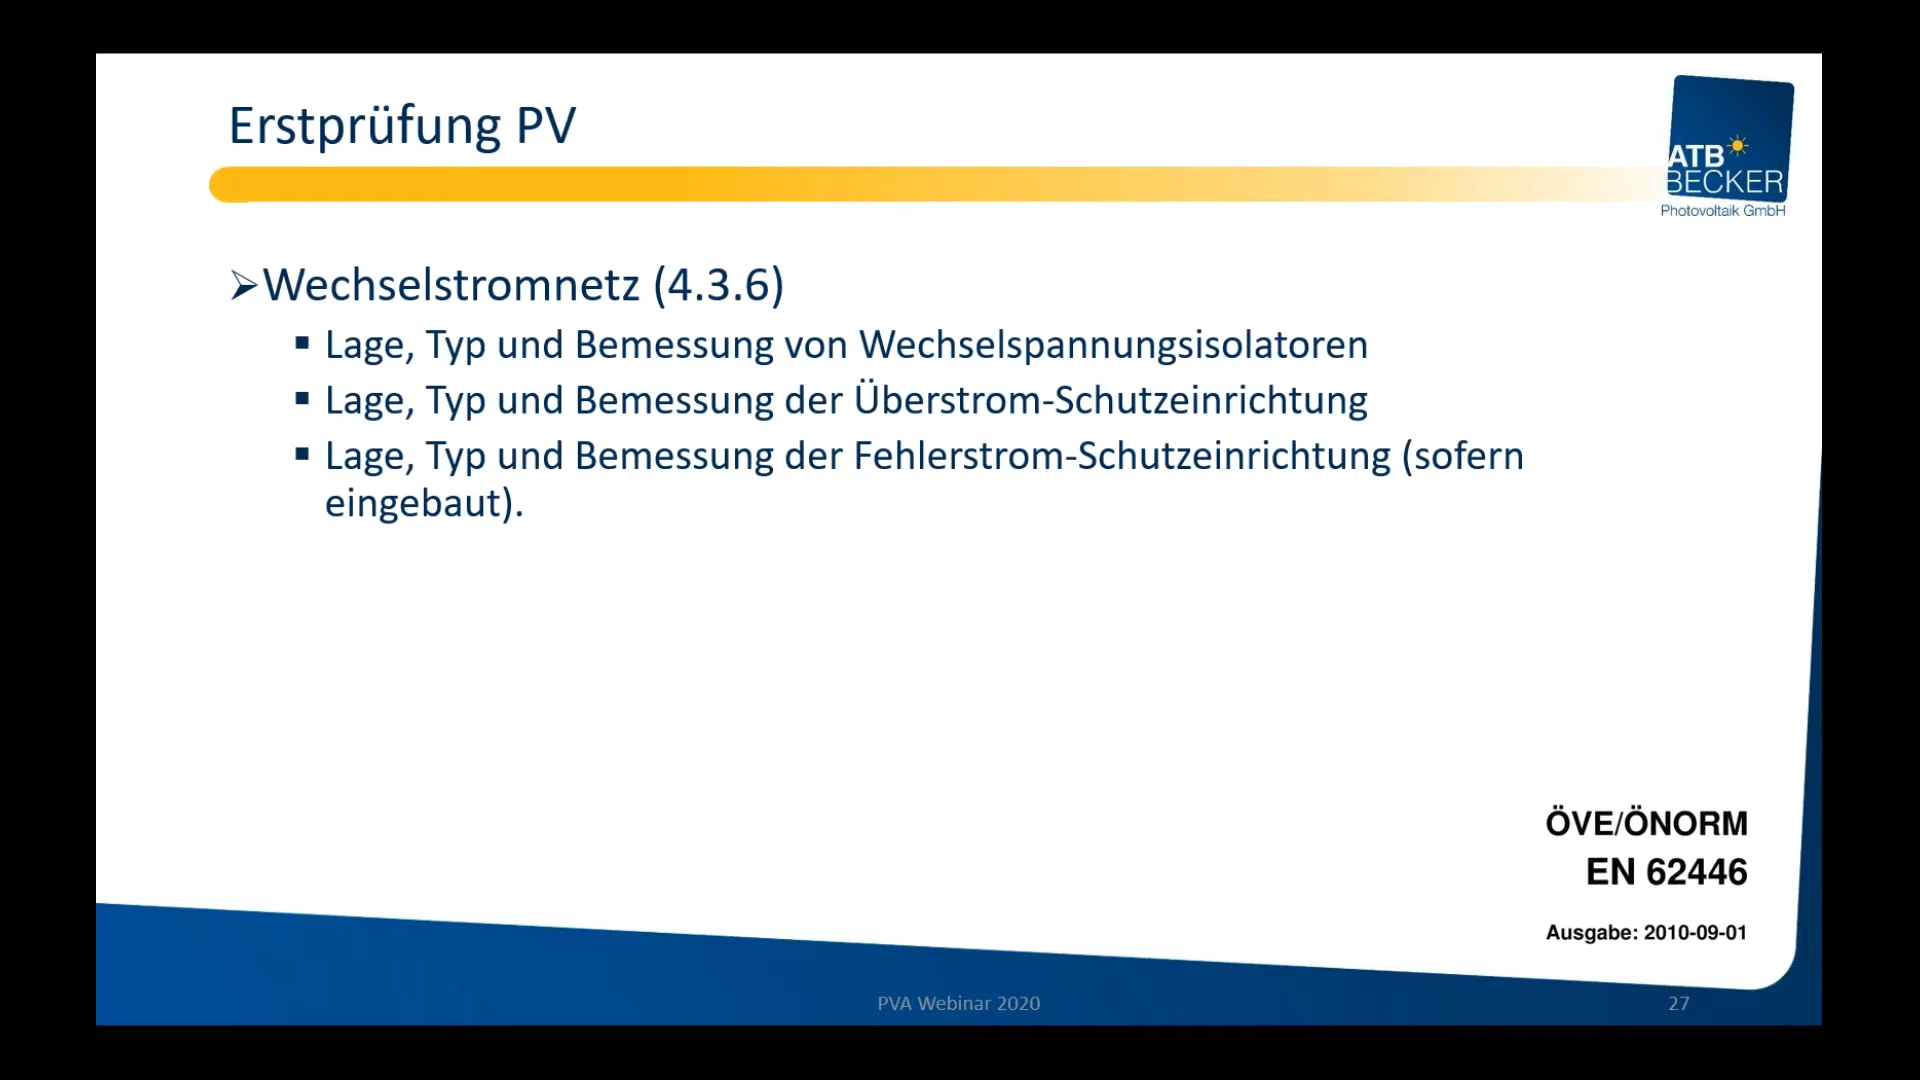 Erstprüfung PV
ATB
BECKER
Photovoltaik GmbH
Wechselstromnetz (4.3.6)
Lage, Typ und Bemessung von Wechselspannungsisolatoren
Lage, Typ und Bemessung der Überstrom-Schutzeinrichtung
Lage, Typ und Bemessung der Fehlerstrom-Schutzeinrichtung (sofern
eingebaut).
ÖVE/ÖNORM
EN 62446
Ausgabe: 2010-09-01
PVA Webinar 2020
27